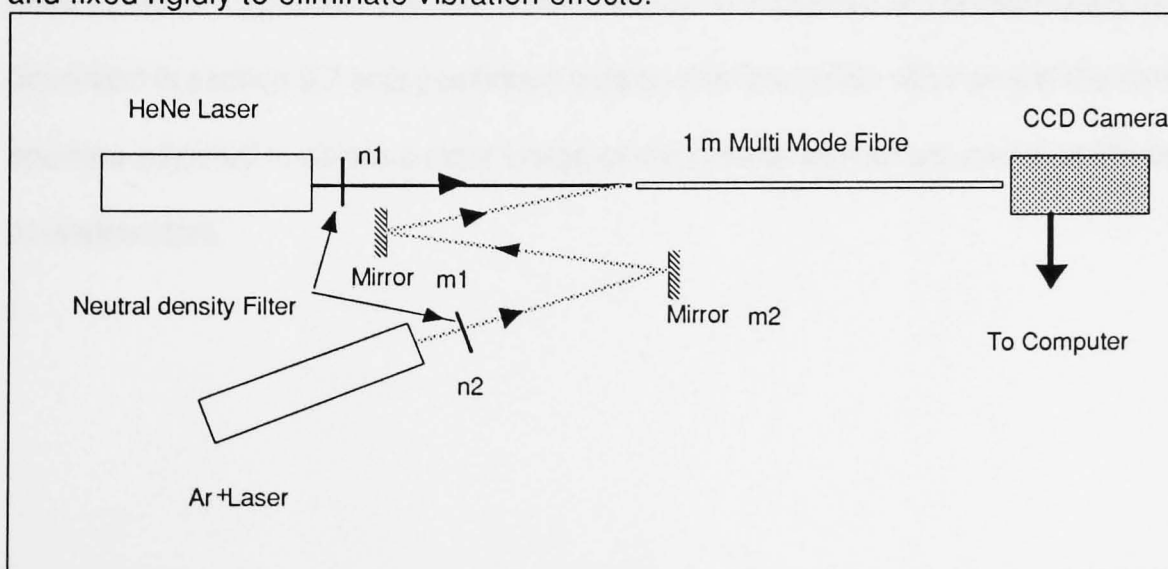 and fixed rigidly to eliminate vibration effects.
HeNe Laser
n1
1 m Multi Mode Fibre
CCD Camera
Mirror m1
Neutral density Filter
Mirror m2
To Computer
n2
Ar+Laser